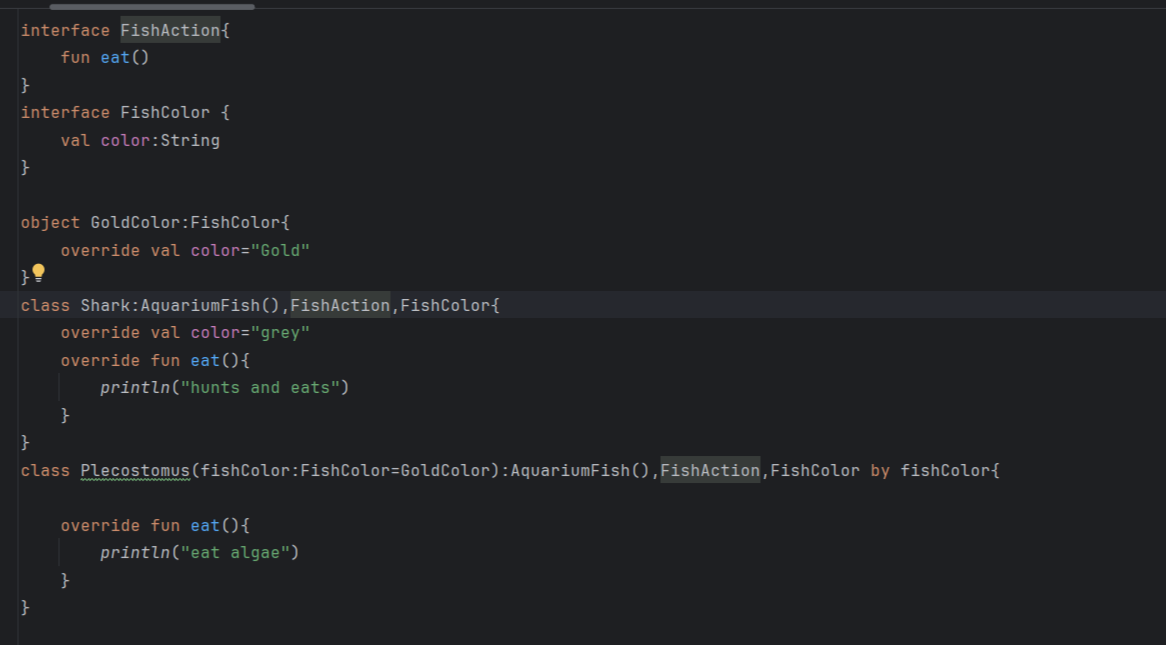 interface FishAction{
    fun eat()
}
interface FishColor {
    val color:String
}

object GoldColor:FishColor{
    override val color="Gold"
}
class Shark:AquariumFish(),FishAction,FishColor{
    override val color="grey"
    override fun eat(){
        println("hunts and eats")
    }
}
class Plecostomus(fishColor:FishColor=GoldColor):AquariumFish(),FishAction,FishColor by fishColor{

    override fun eat(){
        println("eat algae")
    }
}